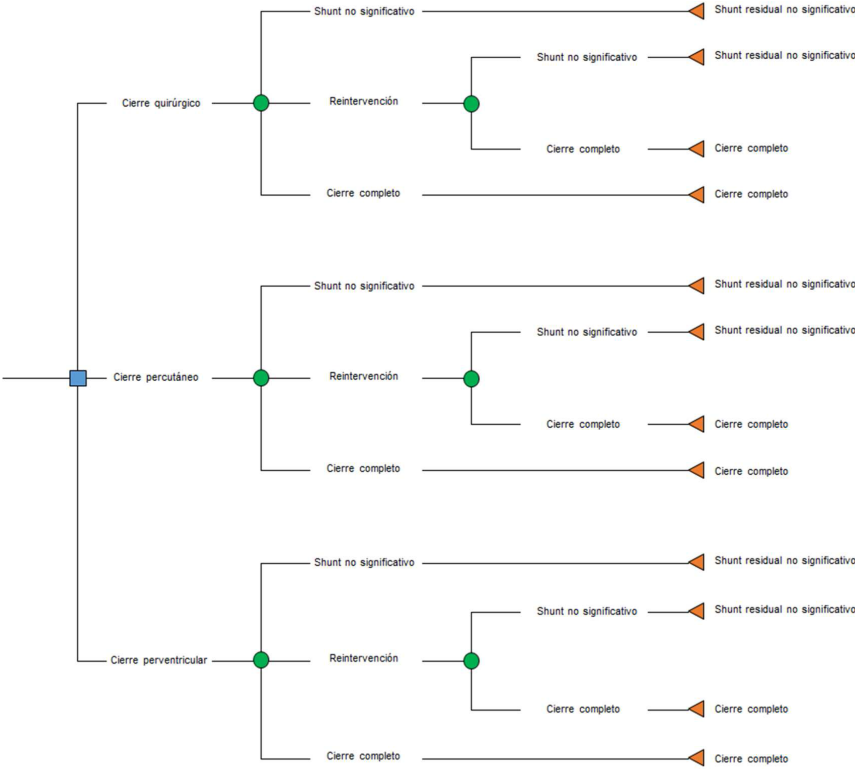 Shunt no significativo
Shunt residual no significativo
Shunt no significativo
Shunt residual no significativo
Cierre quirúrgico
Reintervención
Cierre completo
Cierre completo
Cierre completo
Cierre completo
Shunt no significativo
Shunt residual no significativo
Shunt no significativo
Shunt residual no significativo
Cierre percutáneo
Reintervención
Cierre completo
Cierre completo
Cierre completo
Cierre completo
Shunt no significativo
Shunt residual no significativo
Shunt no significativo
Shunt residual no significativo
Cierre perventricular
Reintervención
Cierre completo
Cierre completo
Cierre completo
Cierre completo